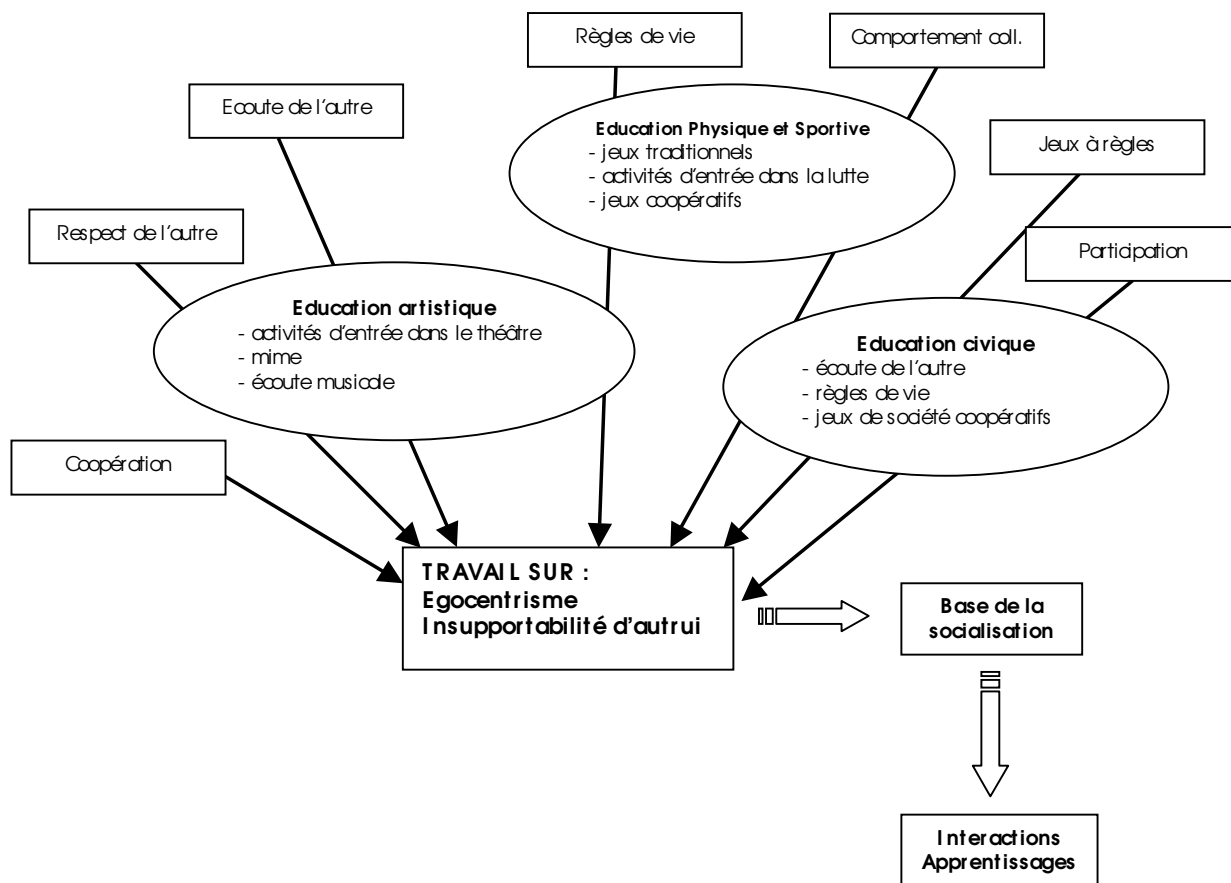 Règles de vie
Comportement coll.
Ecoute de l'autre
Education Physique et Sportive
- jeux traditionnels
- activités d'entrée dans la lutte
- jeux coopératifs
Jeux à règles
Respect de l'autre
Participation
Education artistique
- activités d'entrée dans le théâtre
- mime
- écoute musicale
Education civique
- écoute de l'autre
- règles de vie
- jeux de société coopératifs
Coopération
TRAVAIL SUR :
Egocentrisme
Insupportabilité d'autrui
Base de la
socialisation
Interactions
Apprentissages